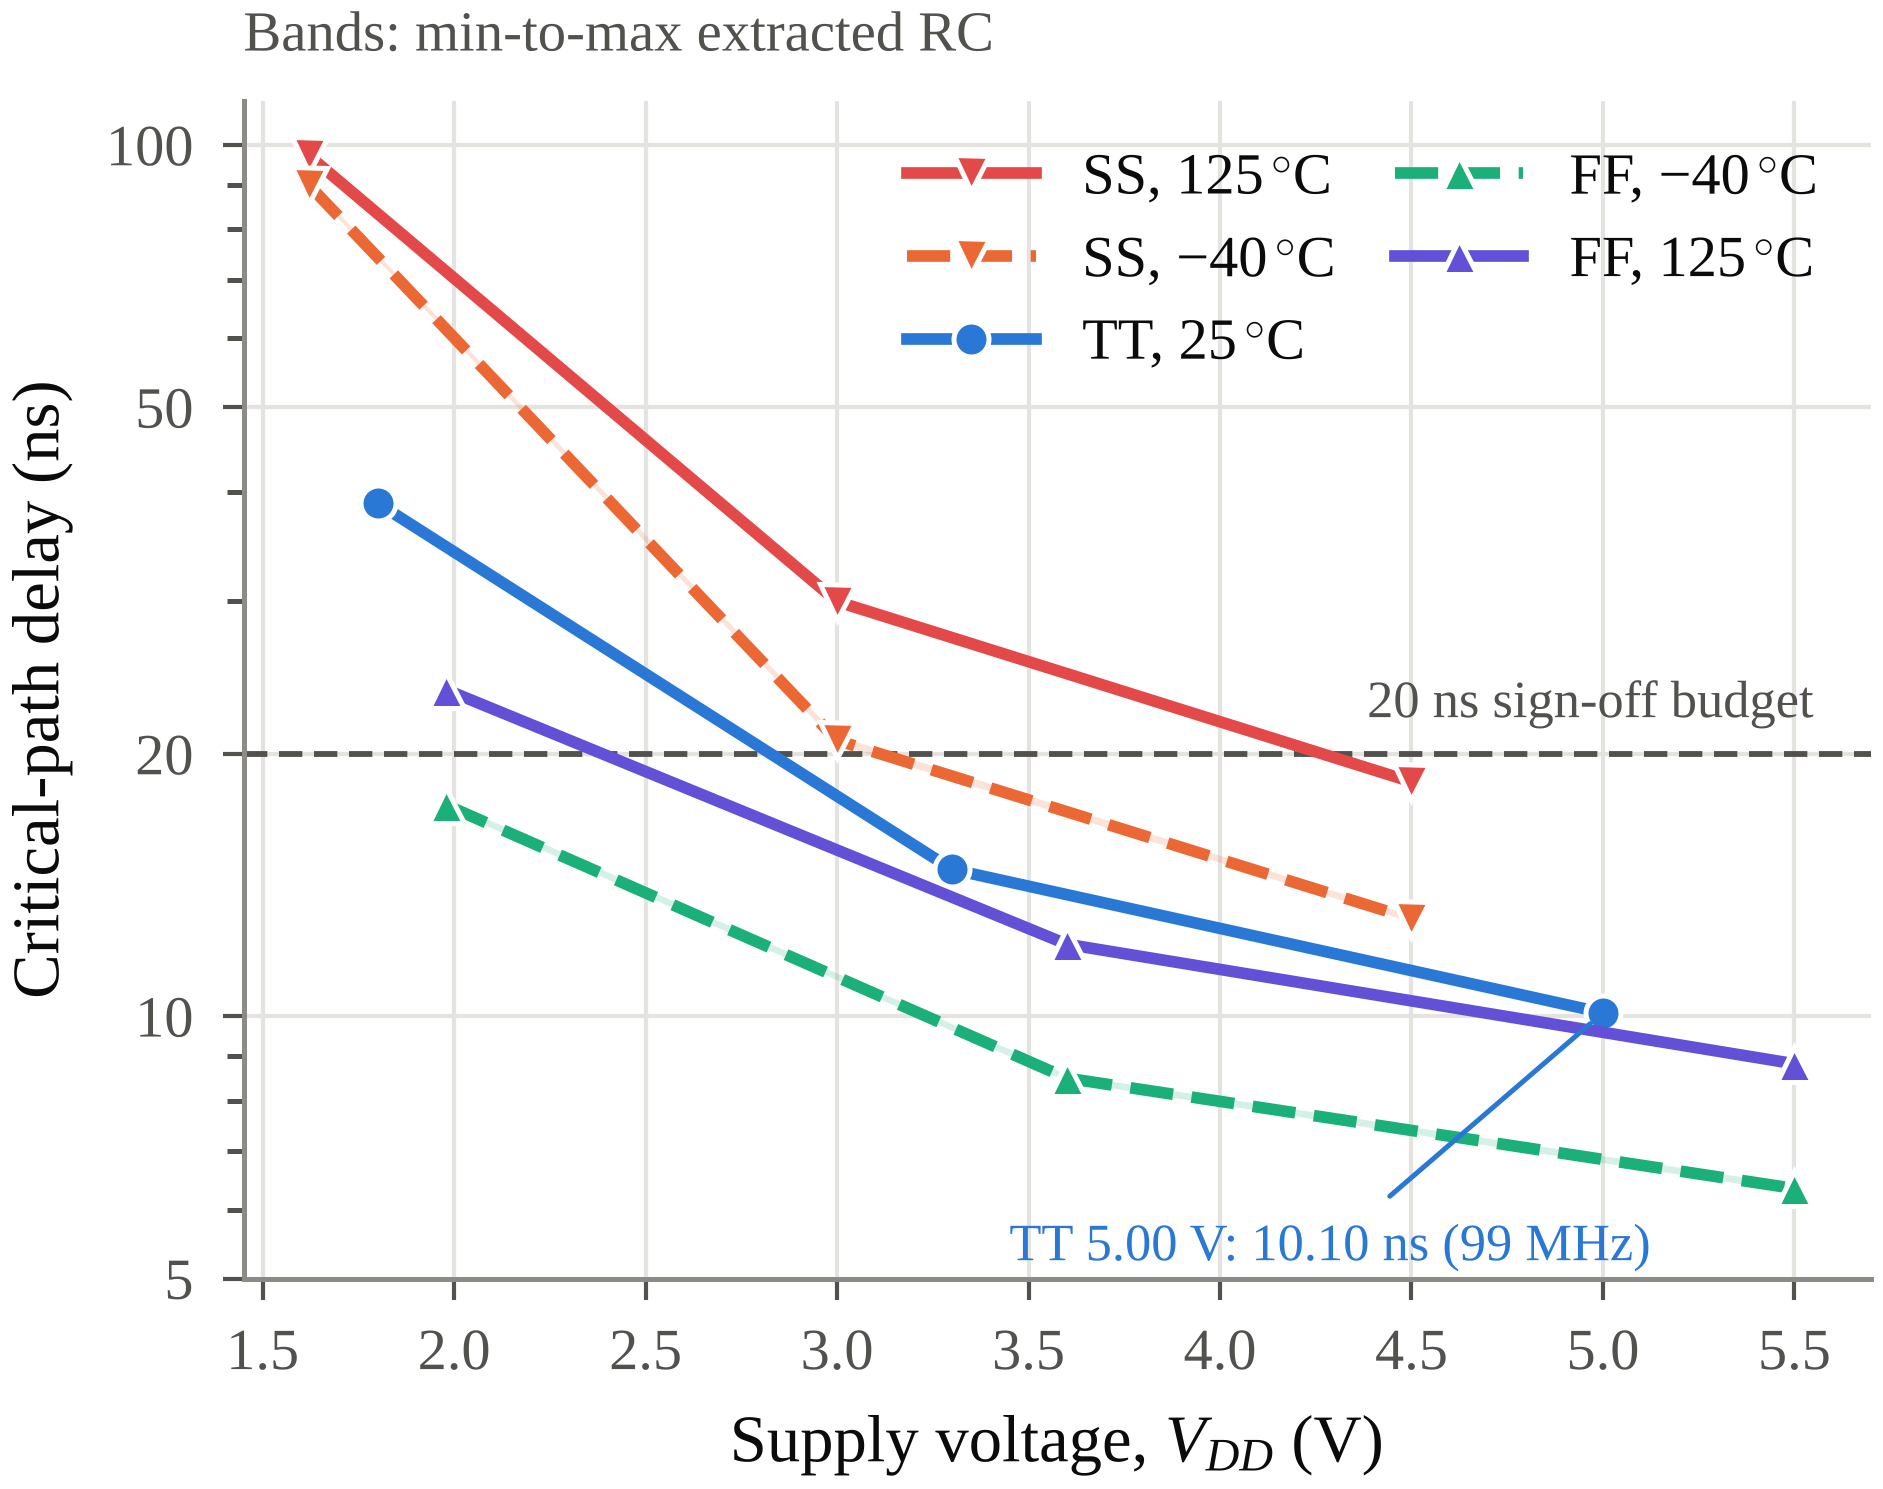 Bands: min-to-max extracted RC
Critical-path delay (ns)
100
50
20
10
5
SS, 125 °C
SS, −40 °C
TT, 25 °C
FF, −40 °C
FF, 125 °C
20 ns sign-off budget
TT 5.00 V: 10.10 ns (99 MHz)
1.5 2.0 2.5 3.0 3.5 4.0 4.5 5.0 5.5
Supply voltage, V_DD (V)